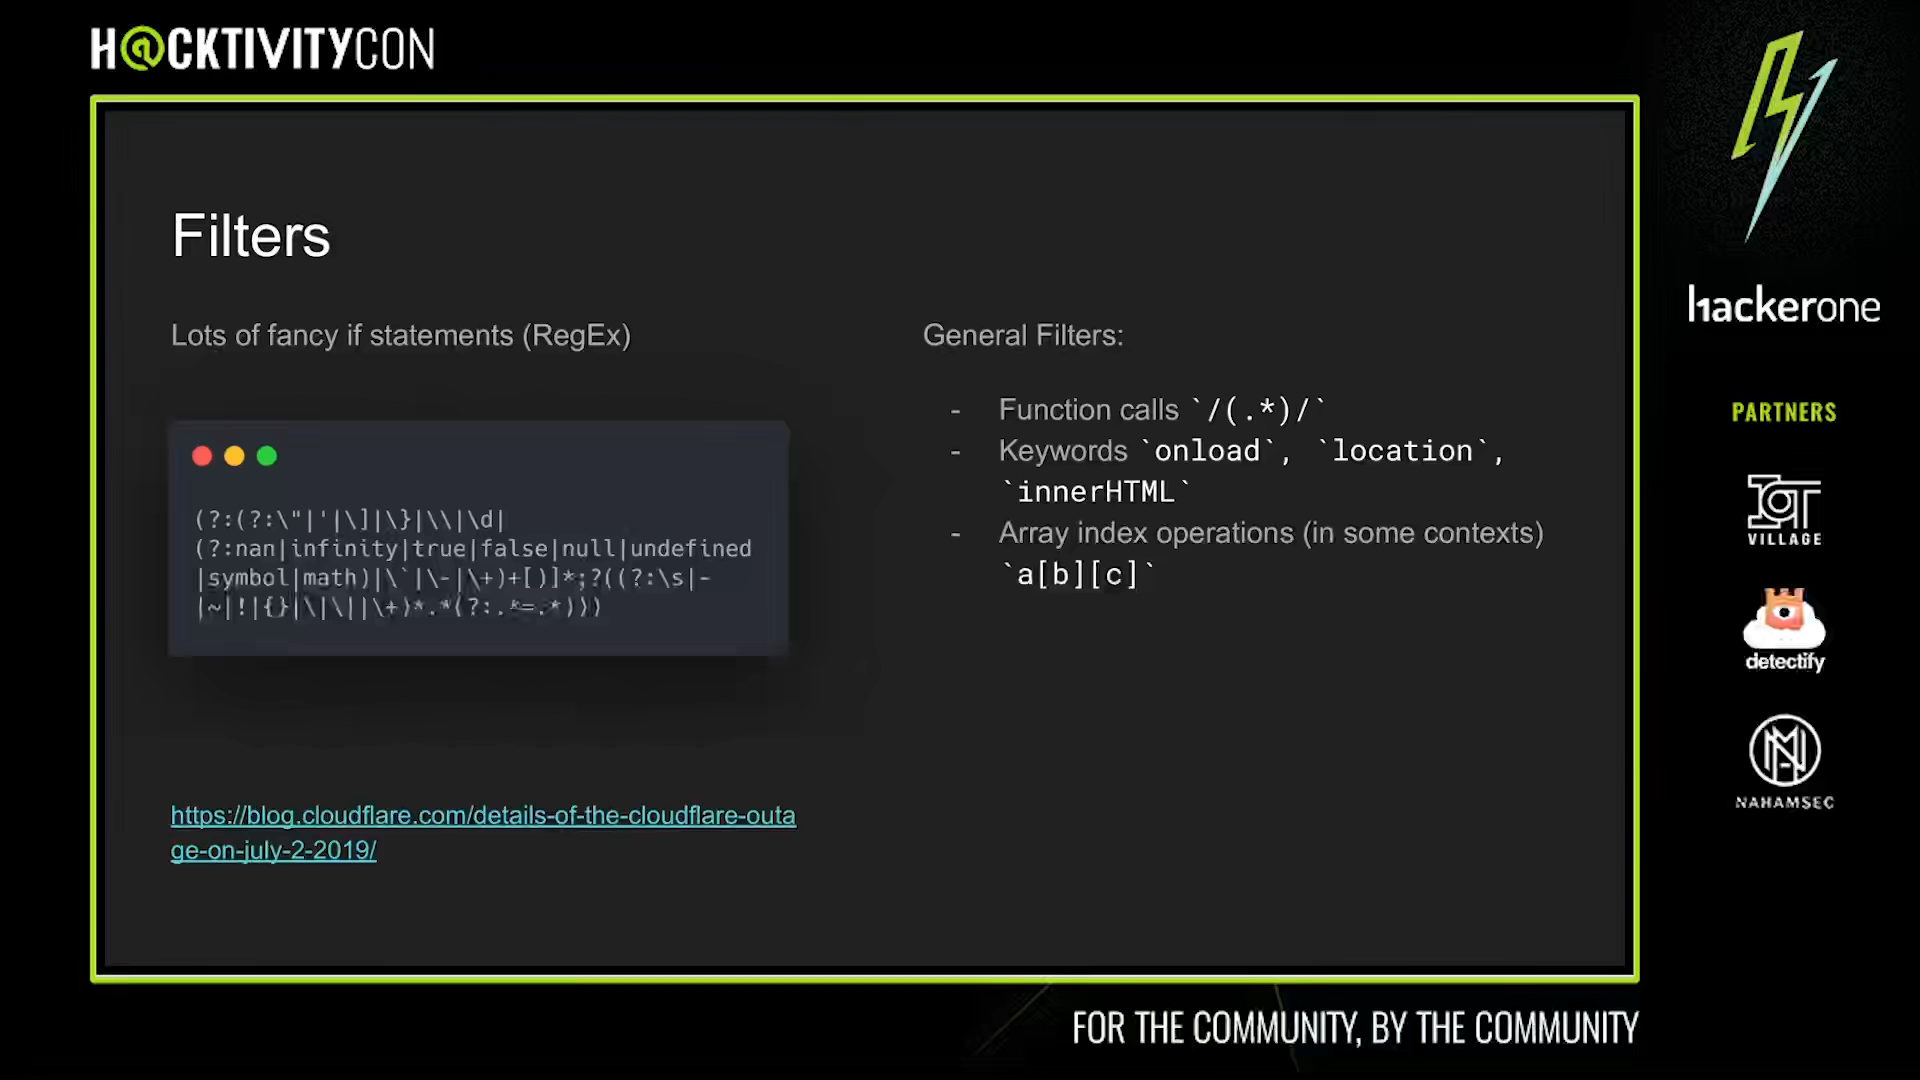 H@CKTIVITYCON
Filters
Lots of fancy if statements (RegEx)
(?:(?:\"|'|\]|\}|\\|\d|
(?:nan|infinity|true|false|null|undefined
|symbol|math)|\`|\-|\+)+[)]*;?((?:\s|-
|~|!|{}|\|\||\+)*.*(?:.*=.*)))
https://blog.cloudflare.com/details-of-the-cloudflare-outa
ge-on-july-2-2019/
General Filters:
- Function calls `/(.*)/`
- Keywords `onload`, `location`,
`innerHTML`
- Array index operations (in some contexts)
`a[b][c]`
hackerone
PARTNERS
IOT
VILLAGE
detectify
NAHAMSEC
FOR THE COMMUNITY, BY THE COMMUNITY